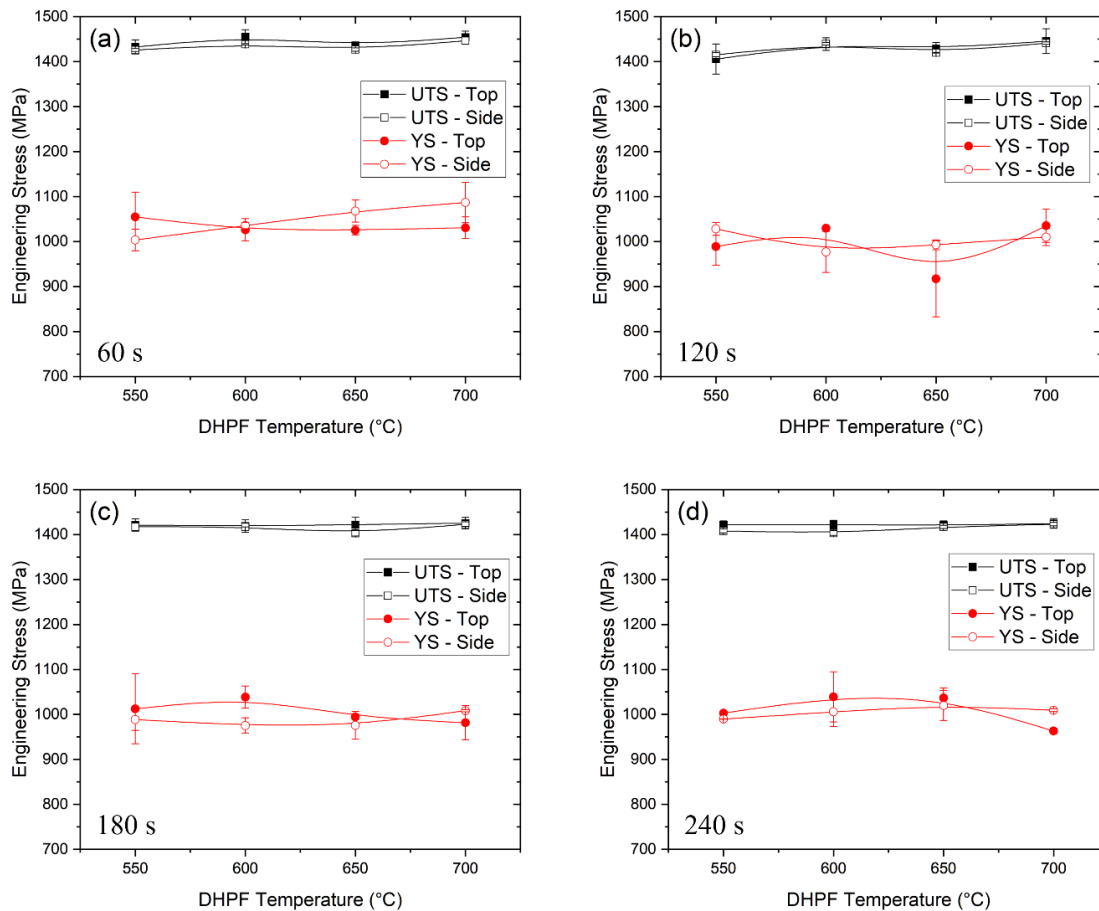 (a)
1500
1400
1300
1200
1100
1000
900
800
700
Engineering Stress (MPa)
UTS - Top
UTS - Side
YS - Top
YS - Side
60 s
550 600 650 700
DHPF Temperature (°C)
(b)
1500
1400
1300
1200
1100
1000
900
800
700
Engineering Stress (MPa)
UTS - Top
UTS - Side
YS - Top
YS - Side
120 s
550 600 650 700
DHPF Temperature (°C)
(c)
1500
1400
1300
1200
1100
1000
900
800
700
Engineering Stress (MPa)
UTS - Top
UTS - Side
YS - Top
YS - Side
180 s
550 600 650 700
DHPF Temperature (°C)
(d)
1500
1400
1300
1200
1100
1000
900
800
700
Engineering Stress (MPa)
UTS - Top
UTS - Side
YS - Top
YS - Side
240 s
550 600 650 700
DHPF Temperature (°C)